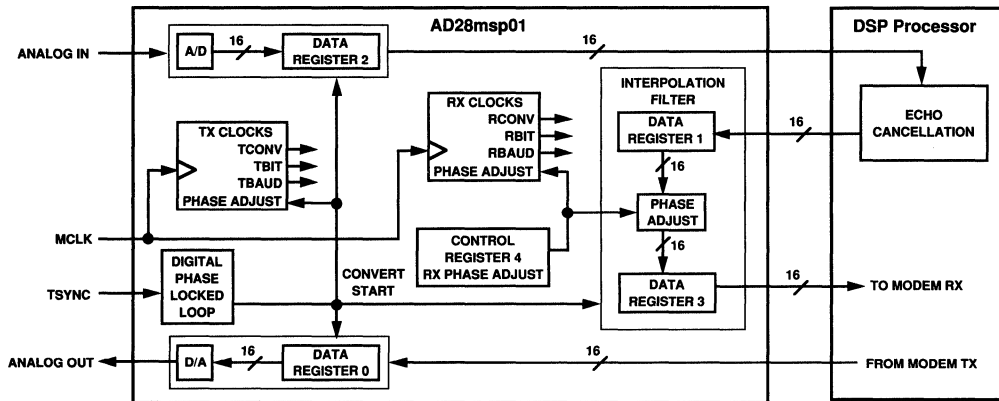 AD28msp01
DSP Processor
ANALOG IN
A/D
16
DATA
REGISTER 2
16
INTERPOLATION
FILTER
ECHO
CANCELLATION
TX CLOCKS
TCONV
TBIT
TBAUD
PHASE ADJUST
RX CLOCKS
RCONV
RBIT
RBAUD
PHASE ADJUST
DATA
REGISTER 1
16
16
PHASE
ADJUST
16
MCLK
CONTROL
REGISTER 4
RX PHASE ADJUST
DATA
REGISTER 3
16
TO MODEM RX
TSYNC
DIGITAL
PHASE
LOCKED
LOOP
CONVERT
START
ANALOG OUT
D/A
16
DATA
REGISTER 0
16
FROM MODEM TX